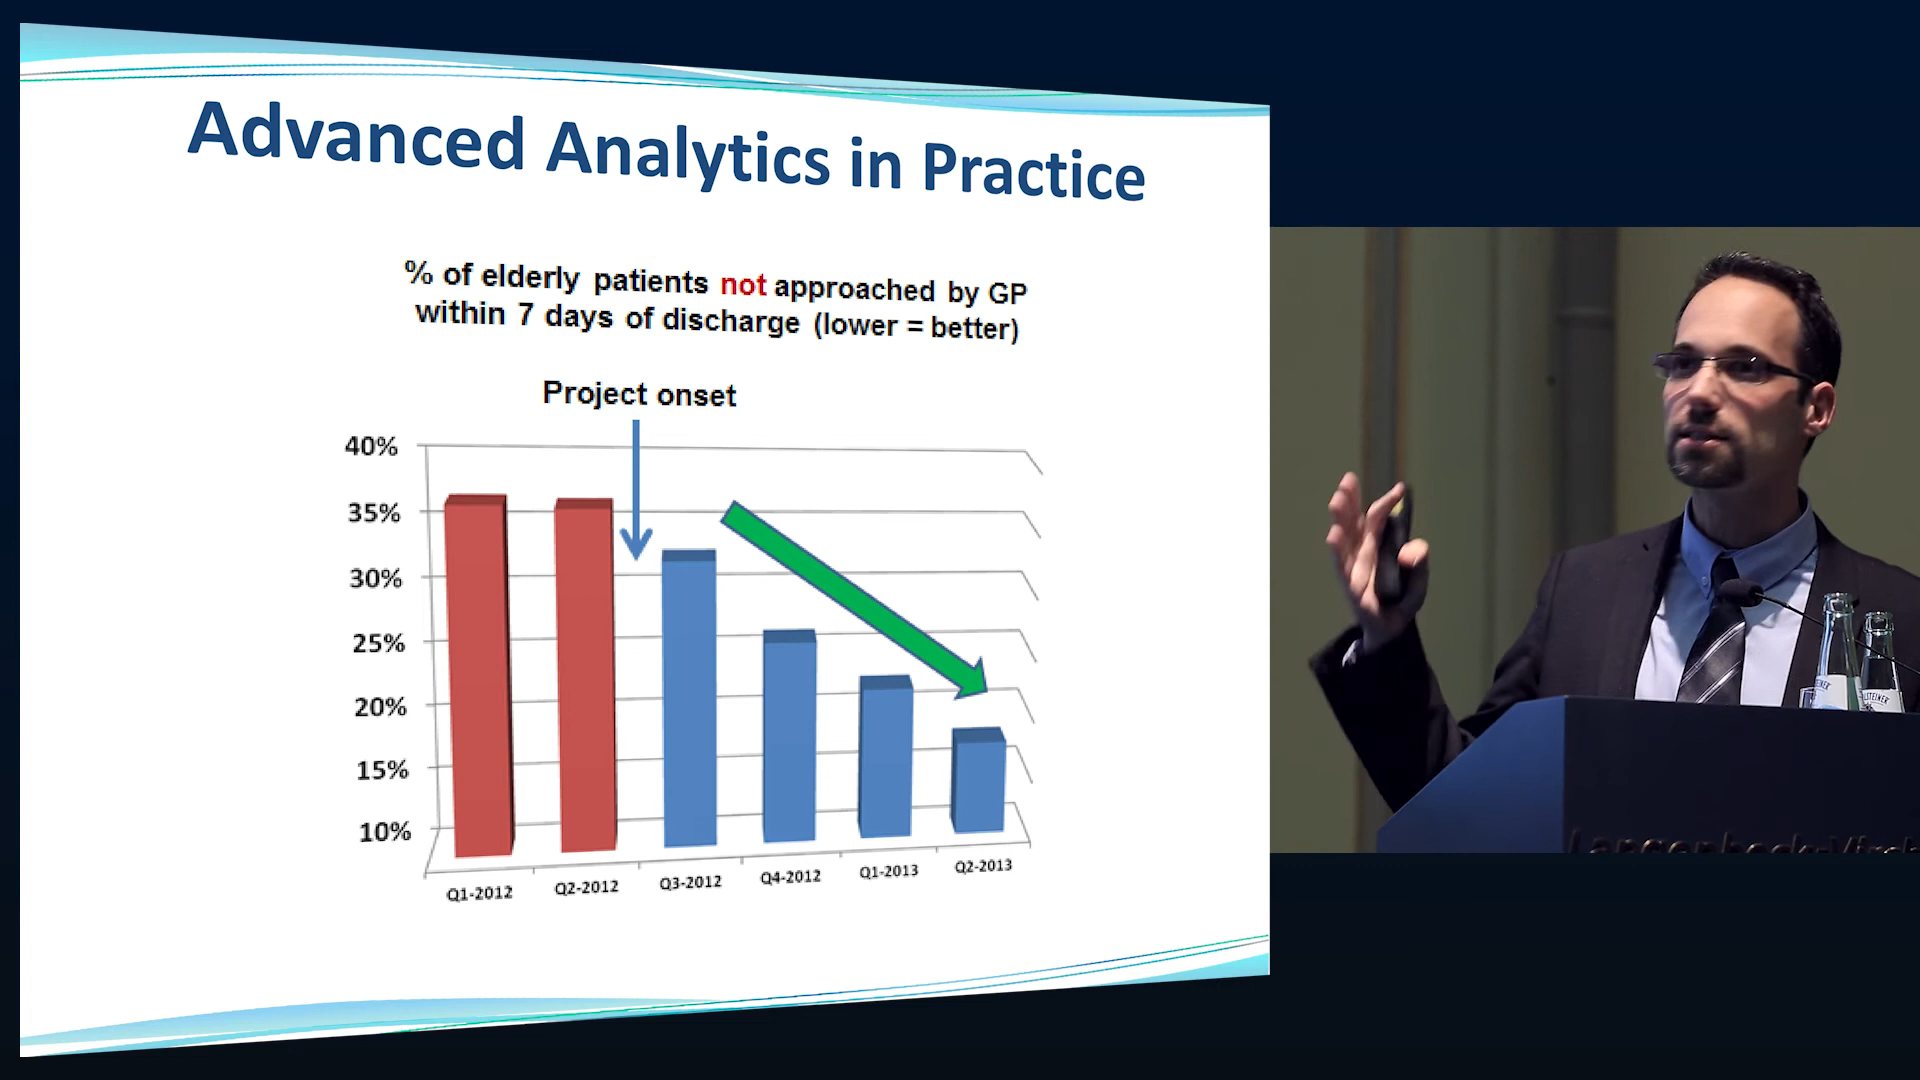 Advanced Analytics in Practice
% of elderly patients not approached by GP
within 7 days of discharge (lower = better)
Project onset
40%
35%
30%
25%
20%
15%
10%
Q1-2012
Q2-2012
Q3-2012
Q4-2012
Q1-2013
Q2-2013